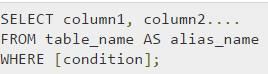 SELECT column1, column2....
FROM table_name AS alias_name
WHERE [condition];